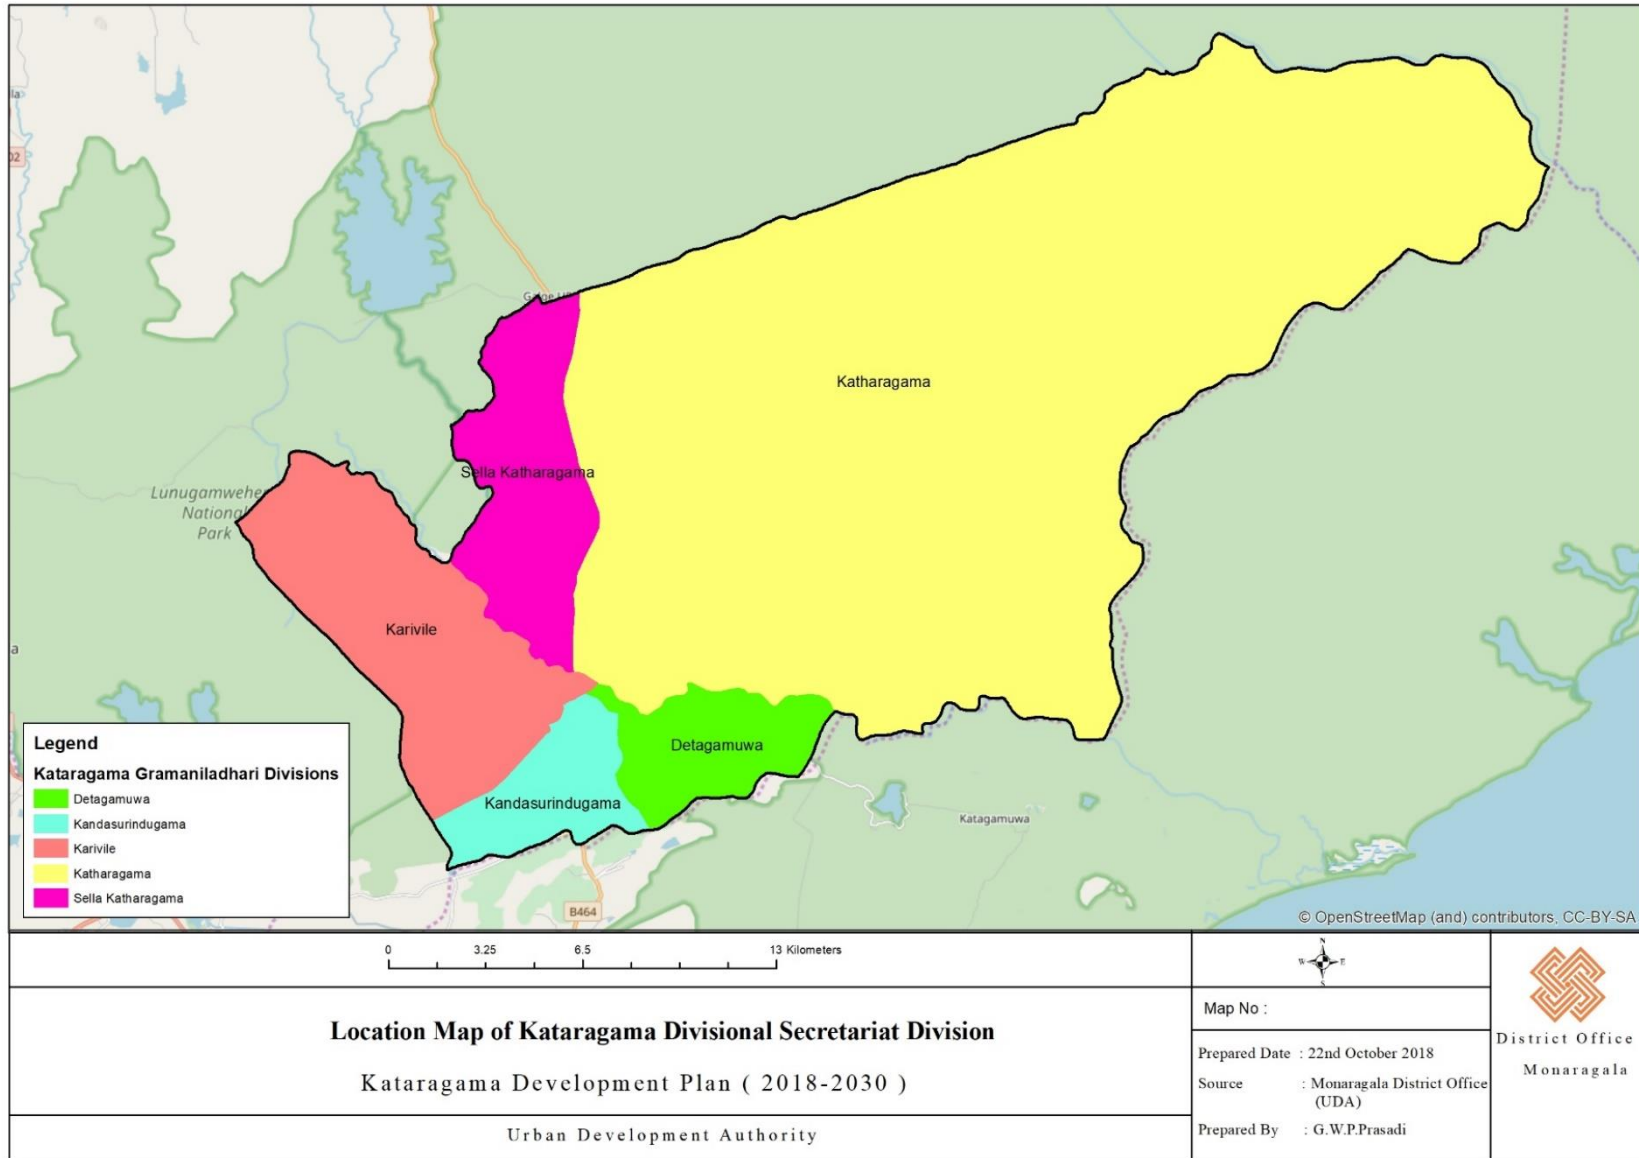 la
02
Galge
Katharagama
Sella Katharagama
Lunugamwehe
National
Park
Karivile
a
Detagamuwa
Kandasurindugama
Katagamuwa
B464
Legend
Kataragama Gramaniladhari Divisions
Detagamuwa
Kandasurindugama
Karivile
Katharagama
Sella Katharagama
© OpenStreetMap (and) contributors, CC-BY-SA
0 3.25 6.5 13 Kilometers
N
W E
S
Location Map of Kataragama Divisional Secretariat Division
Kataragama Development Plan ( 2018-2030 )
Urban Development Authority
Map No :
Prepared Date : 22nd October 2018
Source : Monaragala District Office
(UDA)
Prepared By : G.W.P.Prasadi
District Office
Monaragala